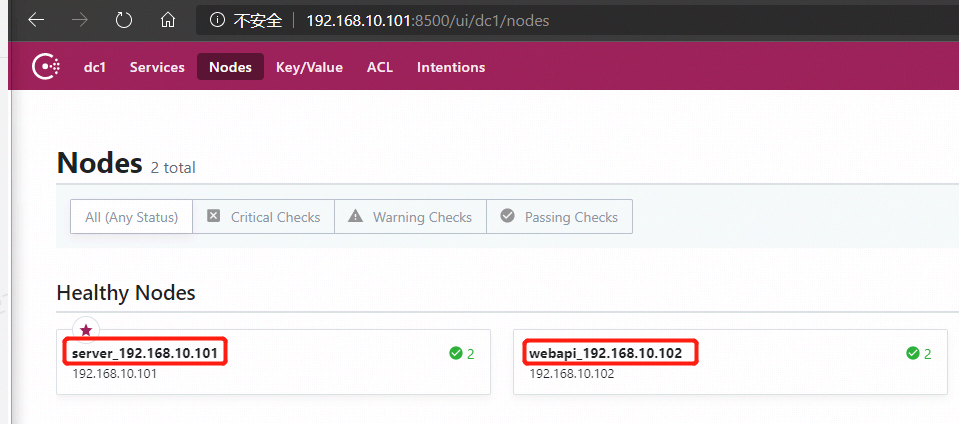 不安全 192.168.10.101:8500/ui/dc1/nodes
dc1 Services Nodes Key/Value ACL Intentions
Nodes 2 total
All (Any Status) Critical Checks Warning Checks Passing Checks
Healthy Nodes
server_192.168.10.101 2 webapi_192.168.10.102 2
192.168.10.101 192.168.10.102